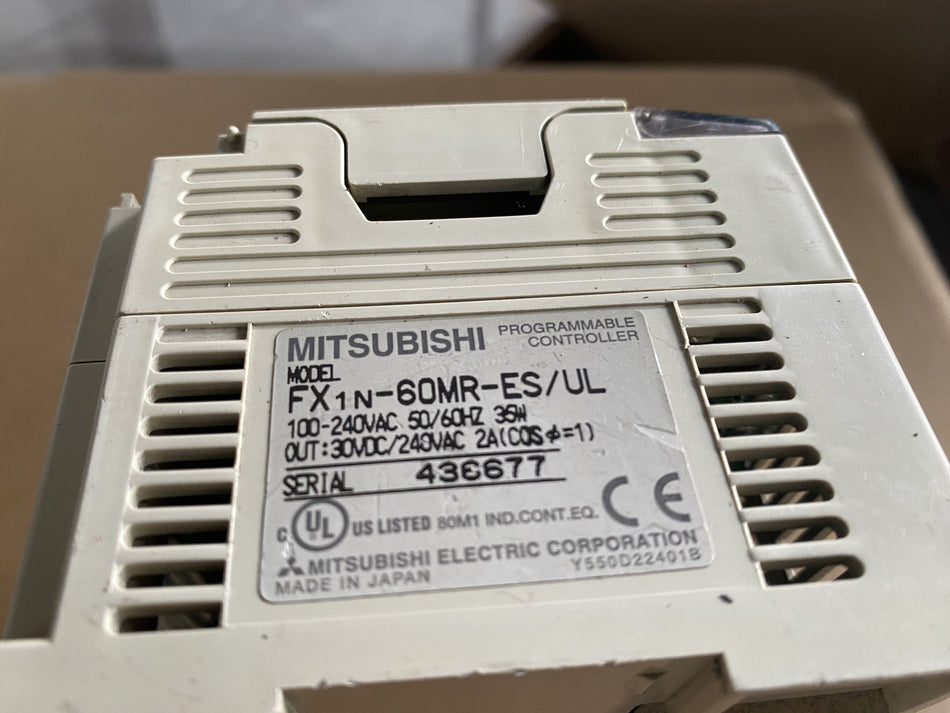 MITSUBISHI PROGRAMMABLE CONTROLLER
MODEL
FX1N-60MR-ES/UL
100-240VAC 50/60HZ 35W
OUT:30VDC/240VAC 2A(COSφ=1)
SERIAL 436677
C UL US LISTED 80M1 IND.CONT.EQ. CE
MITSUBISHI ELECTRIC CORPORATION
MADE IN JAPAN Y550D22401B